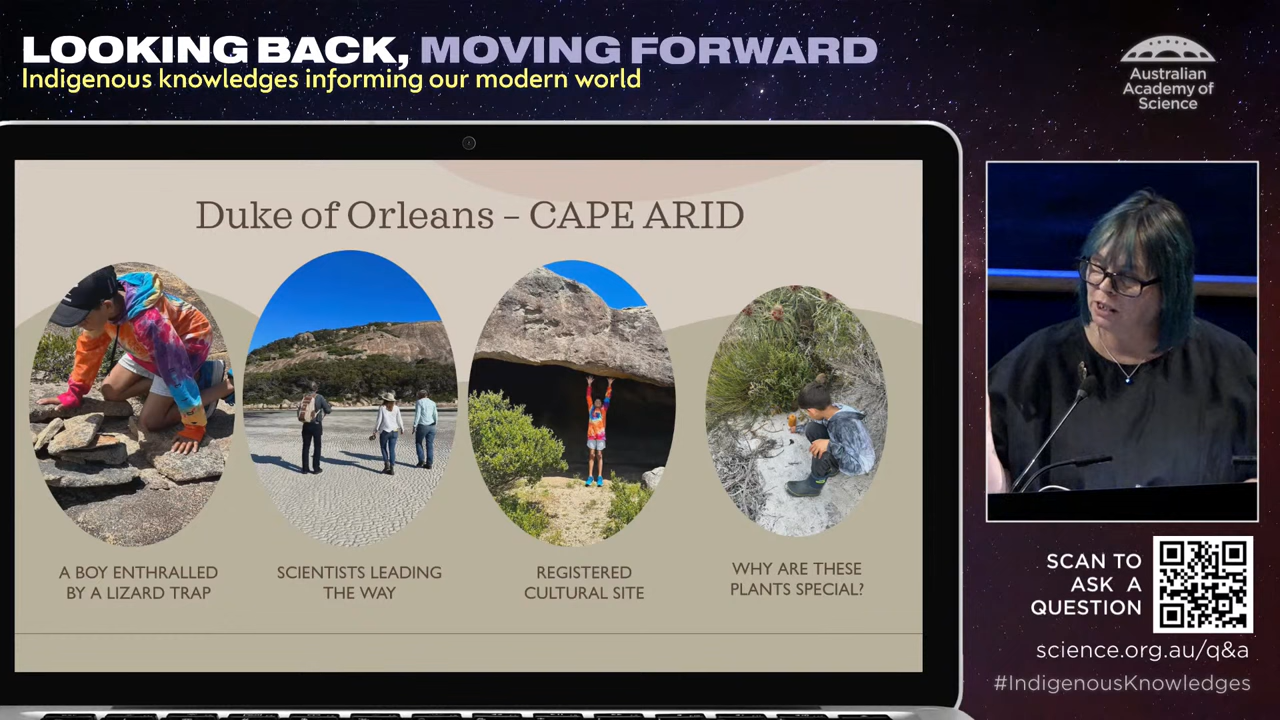 LOOKING BACK, MOVING FORWARD
Indigenous knowledges informing our modern world
Australian
Academy of
Science
Duke of Orleans – CAPE ARID
A BOY ENTHRALLED
BY A LIZARD TRAP
SCIENTISTS LEADING
THE WAY
REGISTERED
CULTURAL SITE
WHY ARE THESE
PLANTS SPECIAL?
SCAN TO
ASK A
QUESTION
science.org.au/q&a
#IndigenousKnowledges